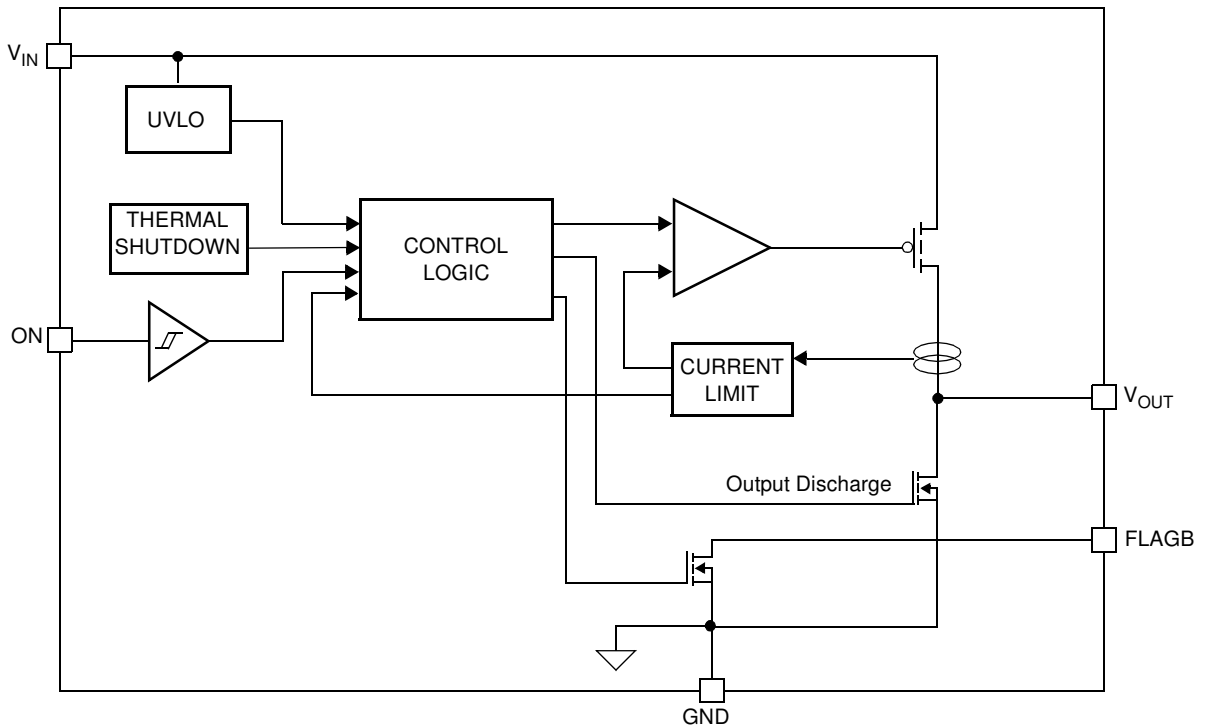 VIN
UVLO
THERMAL
SHUTDOWN
CONTROL
LOGIC
ON
CURRENT
LIMIT
VOUT
Output Discharge
FLAGB
GND